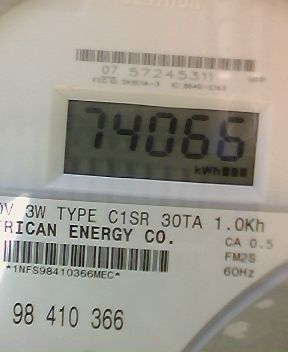 07 57245311
74066
kWh
0V 3W TYPE C1SR 30TA 1.0Kh
RICAN ENERGY CO.
CA 0.5
FM2S
*1NFS98410366MEC*
60Hz
98 410 366